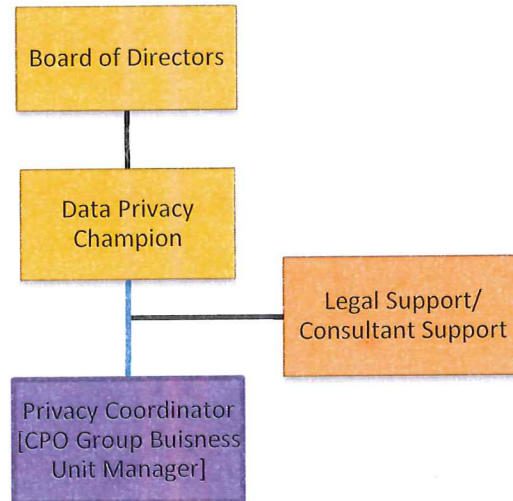 Board of Directors
Data Privacy
Champion
Legal Support/
Consultant Support
Privacy Coordinator
[CPO Group Buisness
Unit Manager]